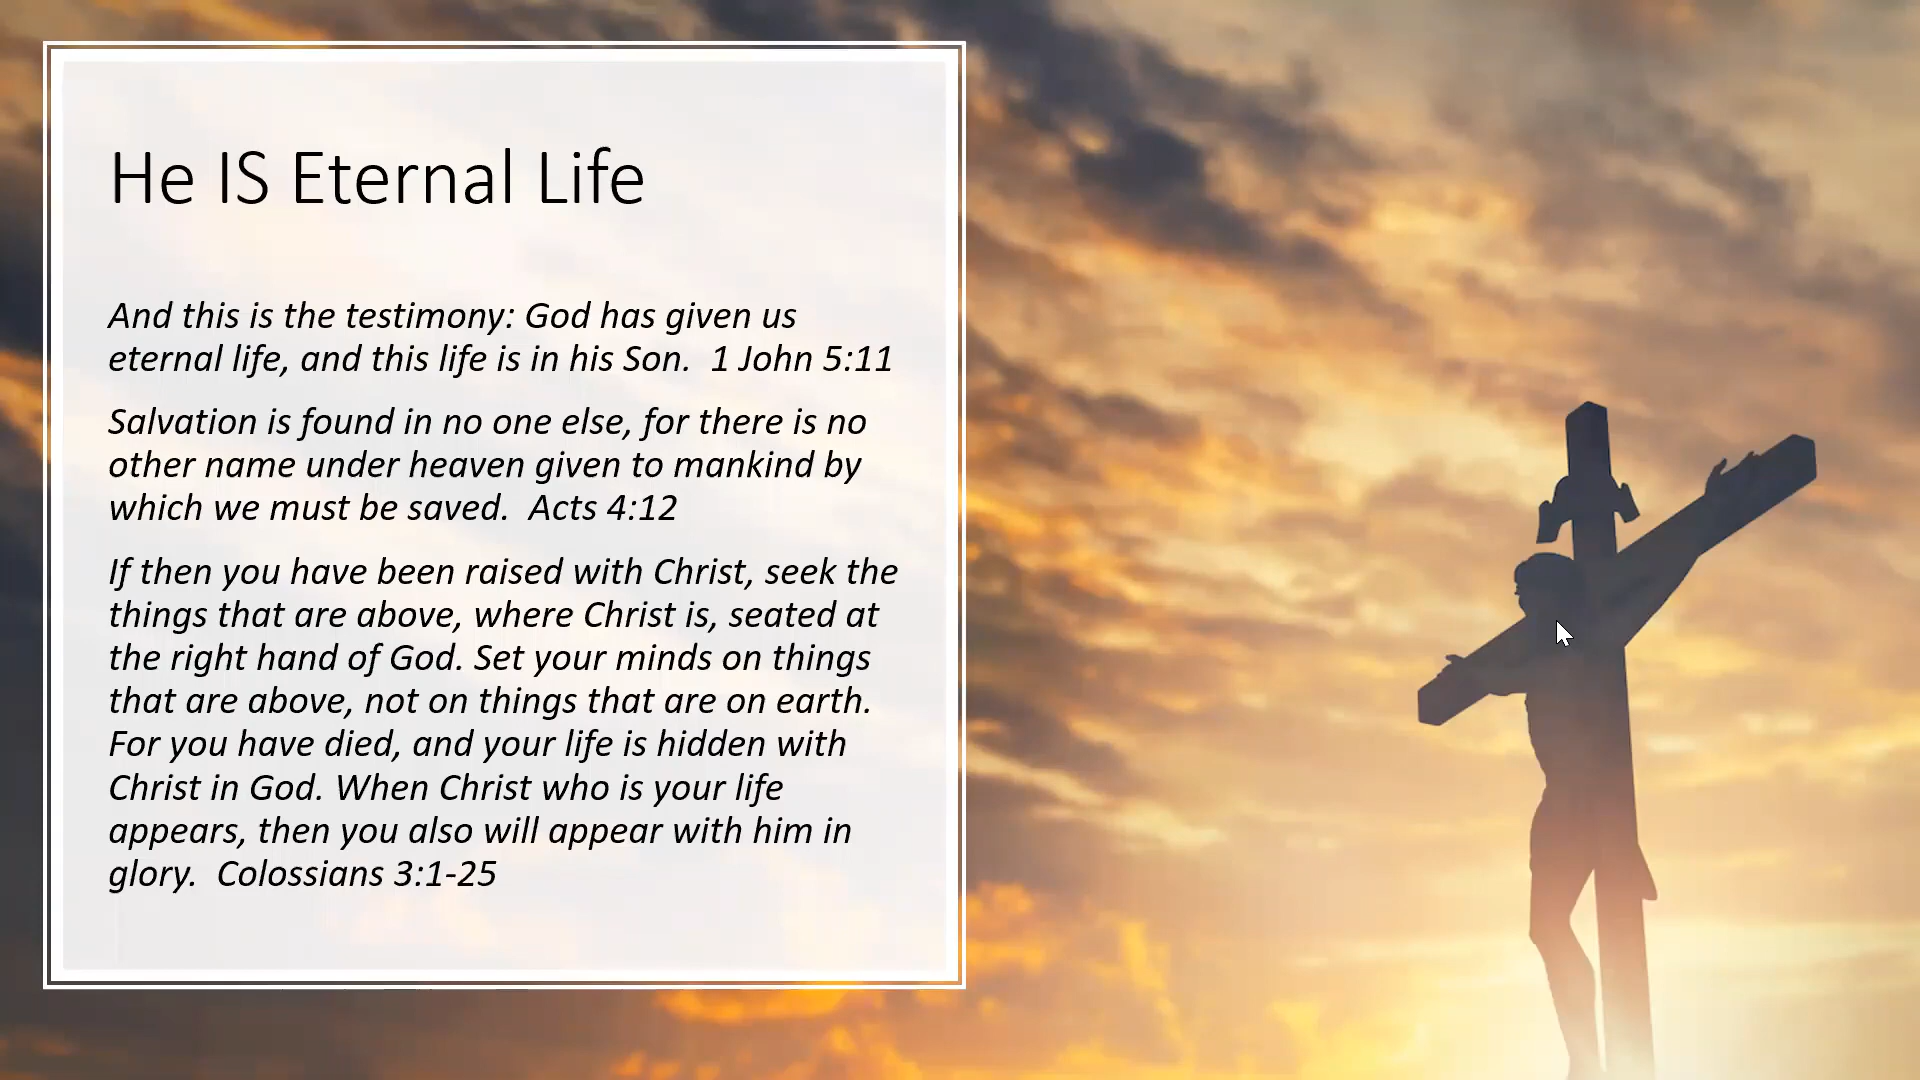 He IS Eternal Life
And this is the testimony: God has given us
eternal life, and this life is in his Son.  1 John 5:11
Salvation is found in no one else, for there is no
other name under heaven given to mankind by
which we must be saved.  Acts 4:12
If then you have been raised with Christ, seek the
things that are above, where Christ is, seated at
the right hand of God. Set your minds on things
that are above, not on things that are on earth.
For you have died, and your life is hidden with
Christ in God. When Christ who is your life
appears, then you also will appear with him in
glory.  Colossians 3:1-25